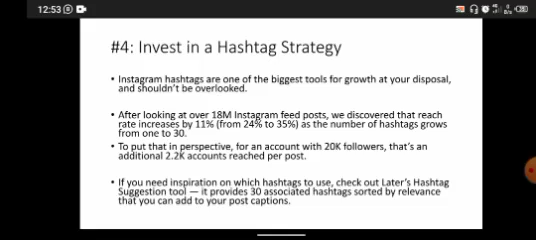 12:53
#4: Invest in a Hashtag Strategy
• Instagram hashtags are one of the biggest tools for growth at your disposal,
and shouldn't be overlooked.
• After looking at over 18M Instagram feed posts, we discovered that reach
rate increases by 11% (from 24% to 35%) as the number of hashtags grows
from one to 30.
• To put that in perspective, for an account with 20K followers, that's an
additional 2.2K accounts reached per post.
• If you need inspiration on which hashtags to use, check out Later's Hashtag
Suggestion tool — it provides 30 associated hashtags sorted by relevance
that you can add to your post captions.